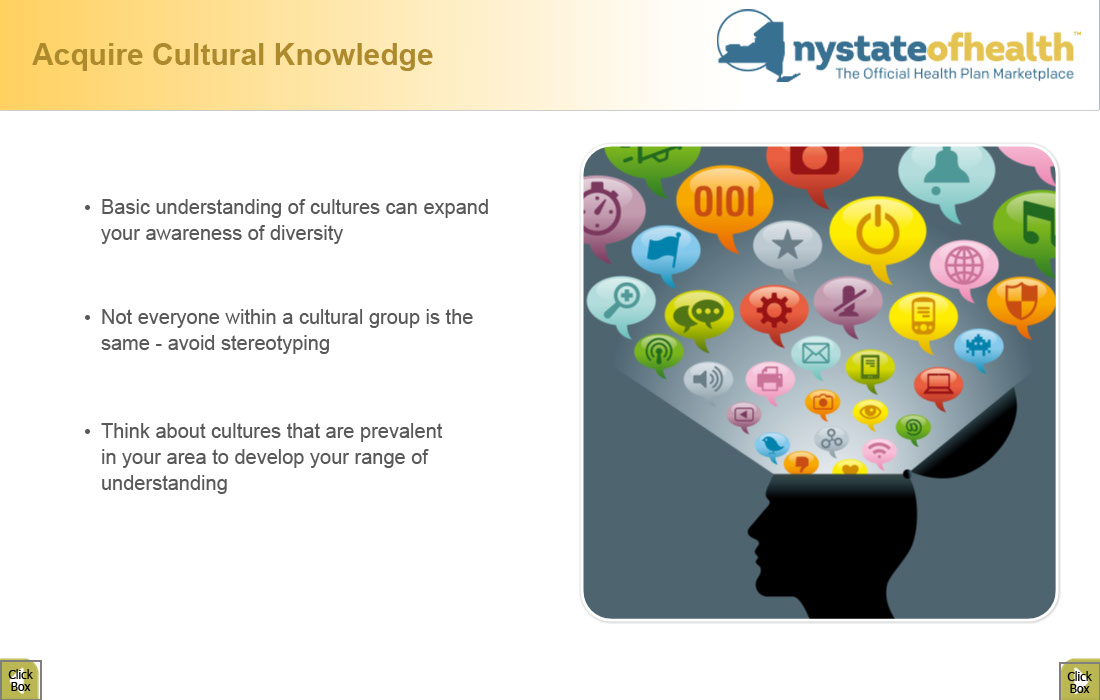 Acquire Cultural Knowledge
nystateofhealth™
The Official Health Plan Marketplace
• Basic understanding of cultures can expand
your awareness of diversity
• Not everyone within a cultural group is the
same - avoid stereotyping
• Think about cultures that are prevalent
in your area to develop your range of
understanding
0101
@
Click
Box
Click
Box